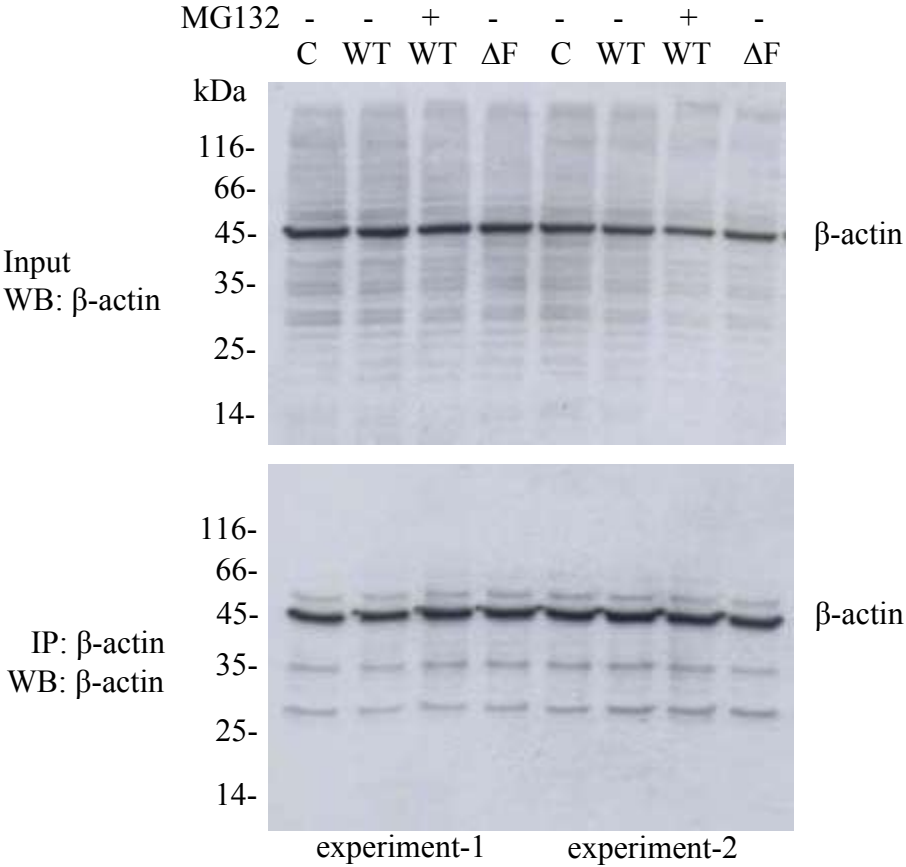 MG132 - - + - - - + -
C WT WT ΔF C WT WT ΔF
kDa
116-
66-
45-
35-
25-
14-
Input
WB: β-actin
β-actin
116-
66-
45-
35-
25-
14-
IP: β-actin
WB: β-actin
β-actin
experiment-1 experiment-2